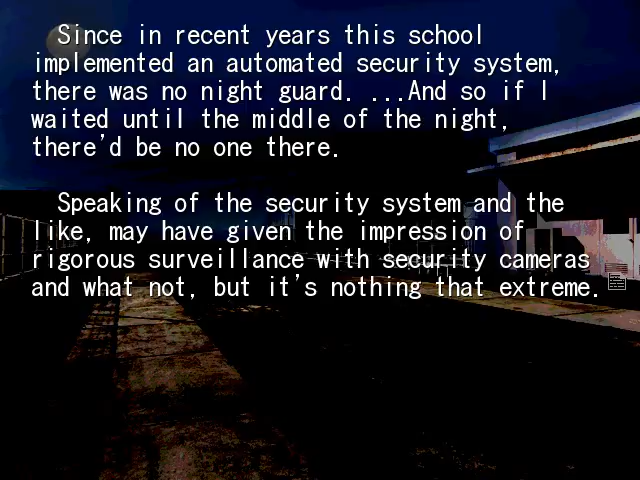 Since in recent years this school
implemented an automated security system,
there was no night guard. ...And so if I
waited until the middle of the night,
there'd be no one there.
Speaking of the security system and the
like, may have given the impression of
rigorous surveillance with security cameras
and what not, but it's nothing that extreme.